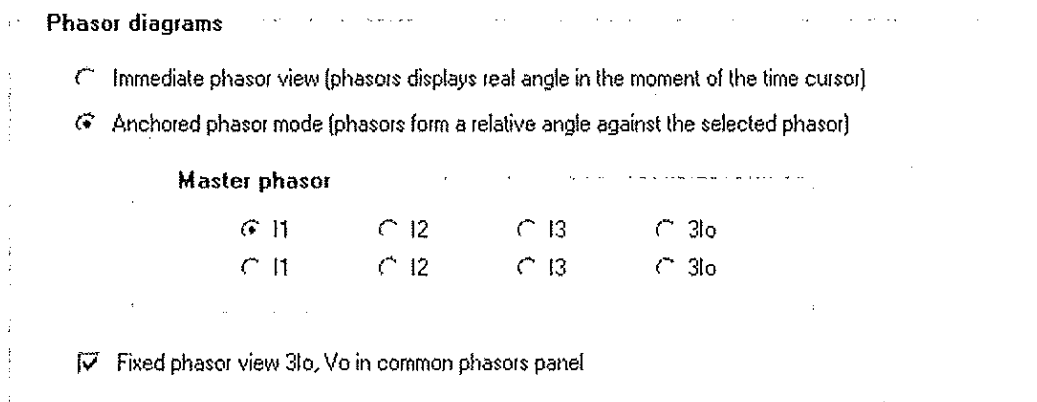 Phasor diagrams
Immediate phasor view (phasors displays real angle in the moment of the time cursor)
Anchored phasor mode (phasors form a relative angle against the selected phasor)
Master phasor
I1 I2 I3 3Io
I1 I2 I3 3Io
Fixed phasor view 3Io, Vo in common phasors panel